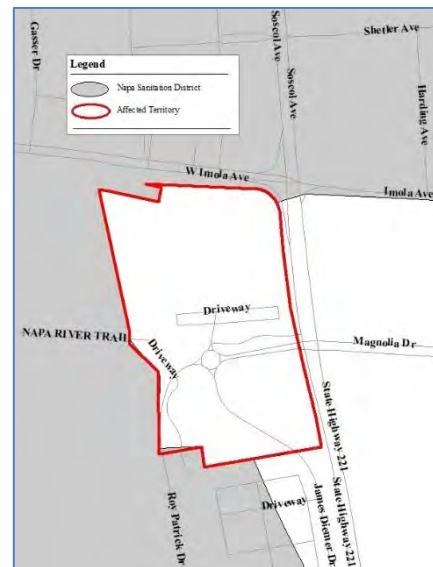 Gasser Dr
Legend
Napa Sanitation District
Affected Territory
Soscol Ave
Soscol Ave
Shetler Ave
Harding Ave
W Imola Ave
Imola Ave
Driveway
NAPA RIVER TRAIL
Driveway
Magnolia Dr
State Highway 221
Roy Patrick Dr
Driveway
James Diemer Dr
State Highway 221